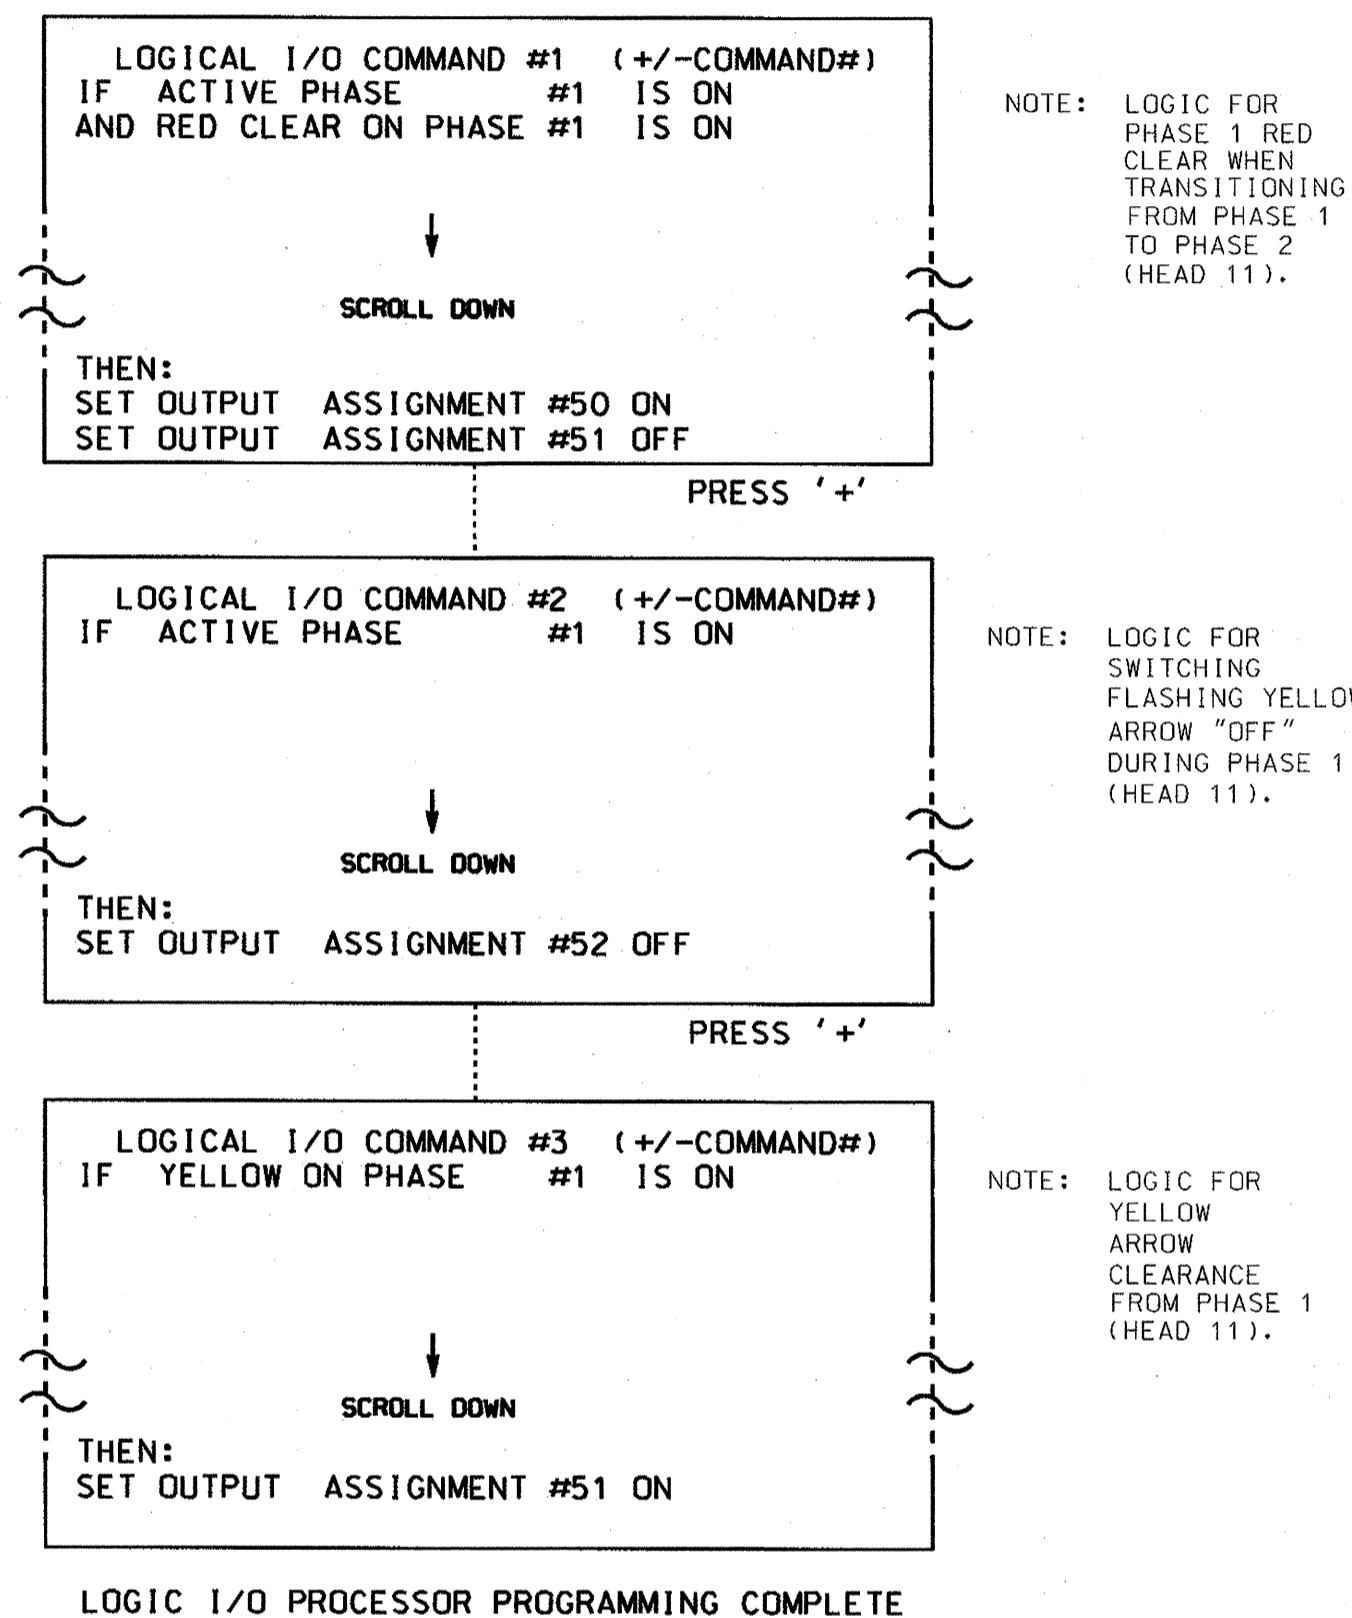 LOGICAL I/O COMMAND #1 (+/-COMMAND#)
IF ACTIVE PHASE #1 IS ON
AND RED CLEAR ON PHASE #1 IS ON
SCROLL DOWN
THEN:
SET OUTPUT ASSIGNMENT #50 ON
SET OUTPUT ASSIGNMENT #51 OFF
NOTE: LOGIC FOR
PHASE 1 RED
CLEAR WHEN
TRANSITIONING
FROM PHASE 1
TO PHASE 2
(HEAD 11).
PRESS '+'
LOGICAL I/O COMMAND #2 (+/-COMMAND#)
IF ACTIVE PHASE #1 IS ON
SCROLL DOWN
THEN:
SET OUTPUT ASSIGNMENT #52 OFF
NOTE: LOGIC FOR
SWITCHING
FLASHING YELLOW
ARROW "OFF"
DURING PHASE 1
(HEAD 11).
PRESS '+'
LOGICAL I/O COMMAND #3 (+/-COMMAND#)
IF YELLOW ON PHASE #1 IS ON
SCROLL DOWN
THEN:
SET OUTPUT ASSIGNMENT #51 ON
NOTE: LOGIC FOR
YELLOW
ARROW
CLEARANCE
FROM PHASE 1
(HEAD 11).
LOGIC I/O PROCESSOR PROGRAMMING COMPLETE